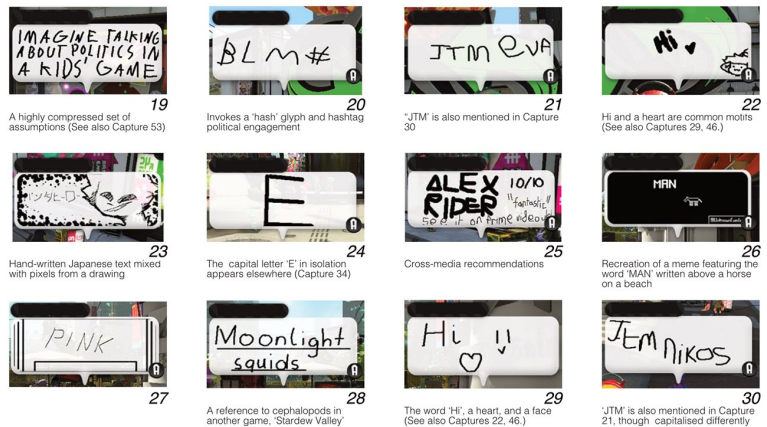 IMAGINE TALKING
ABOUT POLITICS IN
A KIDS' GAME
19
A highly compressed set of
assumptions (See also Capture 53)
BLM#
20
Invokes a ‘hash’ glyph and hashtag
political engagement
JTM eVA
21
“JTM’ is also mentioned in Capture
30
Hi
22
Hi and a heart are common motifs
(See also Captures 29, 46.)
23
Hand-written Japanese text mixed
with pixels from a drawing
E
24
The capital letter ‘E’ in isolation
appears elsewhere (Capture 34)
ALEX 10/10
RIDER "fantastic"
see it on prime video
25
Cross-media recommendations
MAN
26
Recreation of a meme featuring the
word ‘MAN’ written above a horse
on a beach
PINK
27
Moonlight
squids
28
A reference to cephalopods in
another game, ‘Stardew Valley’
Hi !!
29
The word ‘Hi’, a heart, and a face
(See also Captures 22, 46.)
JEM NIKOS
30
‘JTM’ is also mentioned in Capture
21, though capitalised differently